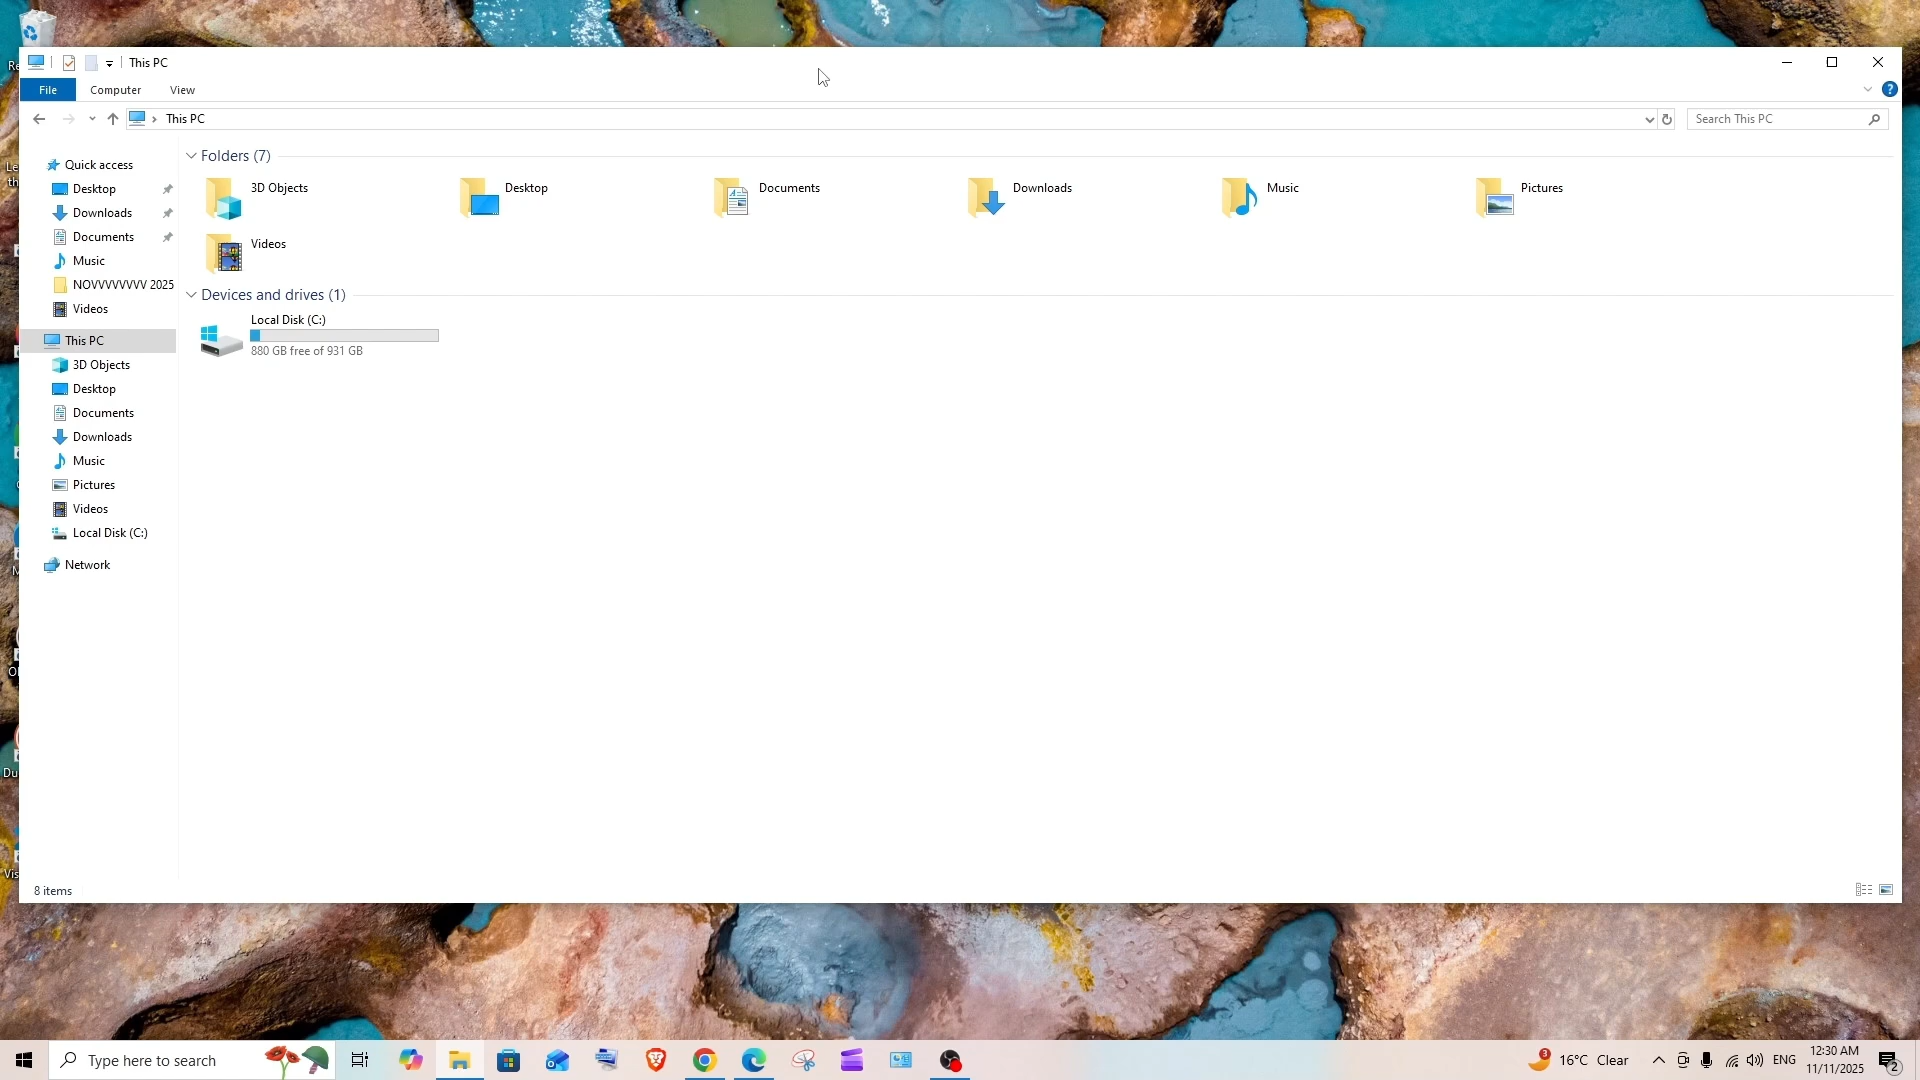 This PC
File Computer View
This PC
Search This PC
Quick access
Desktop
Downloads
Documents
Music
NOVVVVVVVV 2025
Videos
This PC
3D Objects
Desktop
Documents
Downloads
Music
Pictures
Videos
Local Disk (C:)
Network
Folders (7)
3D Objects
Desktop
Documents
Downloads
Music
Pictures
Videos
Devices and drives (1)
Local Disk (C:)
880 GB free of 931 GB
8 items
Type here to search
3
16°C Clear
ENG
12:30 AM
11/11/2025
2